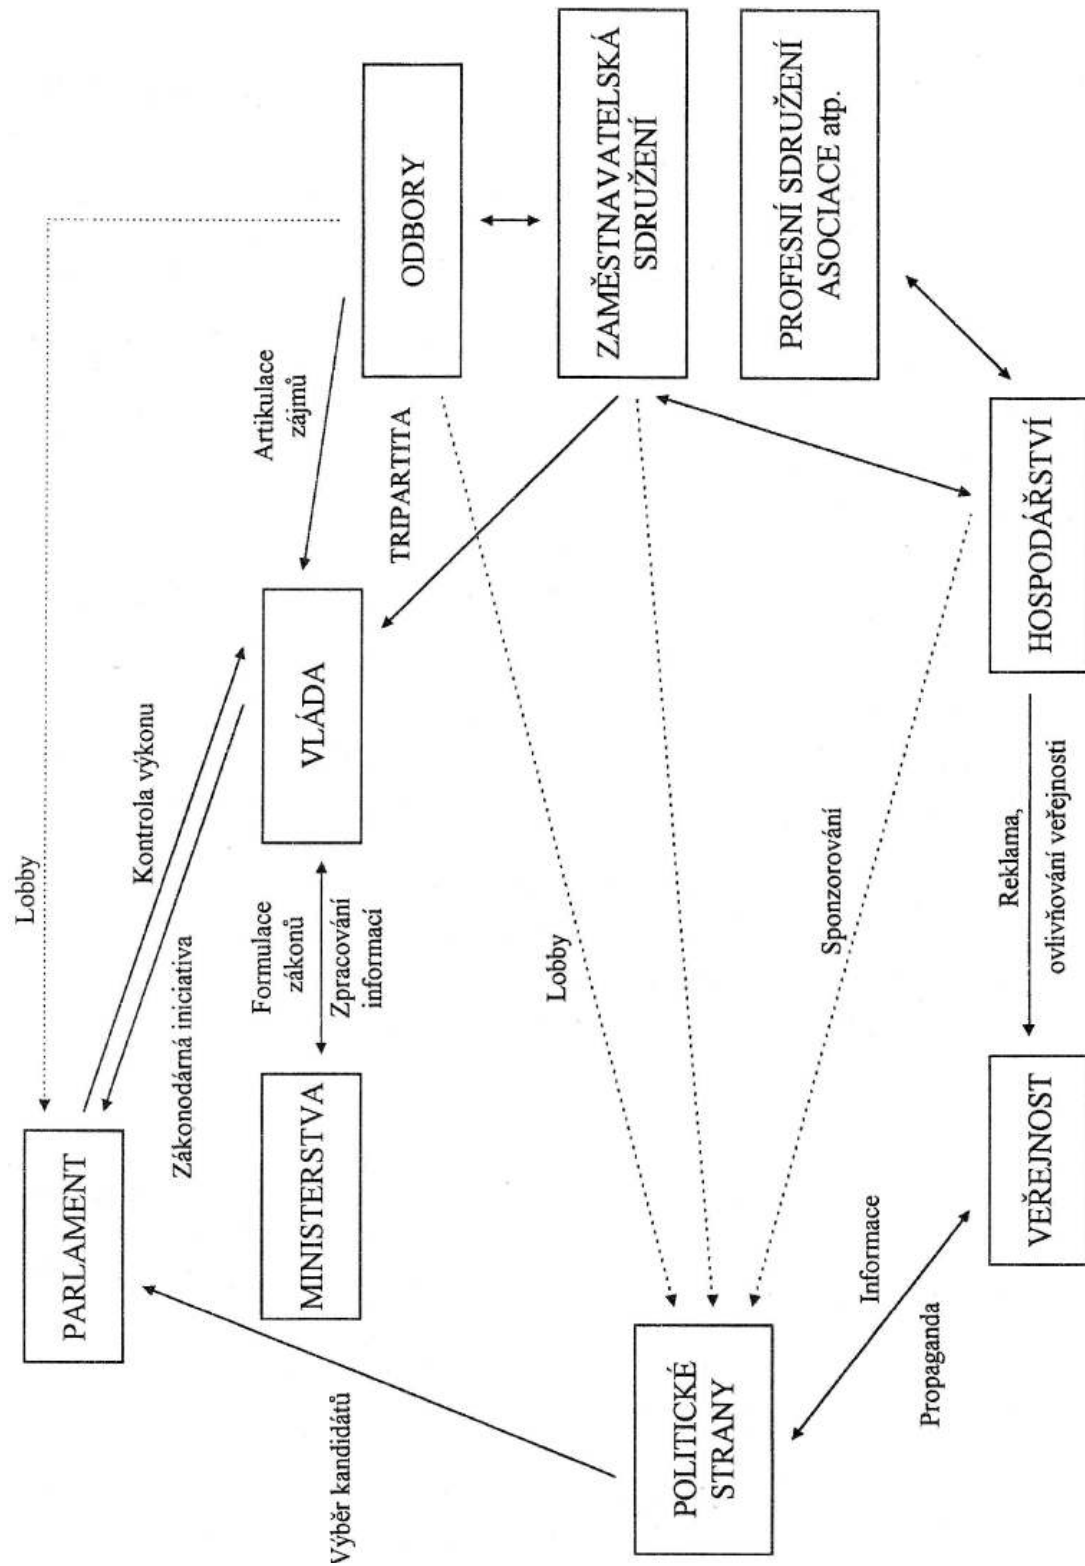 Lobby
PARLAMENT
Kontrola výkonu
Zákonodárná iniciativa
Výběr kandidátů
MINISTERSTVA
Formulace
zákonů
Zpracování
informací
VLÁDA
Artikulace
zájmů
TRIPARTITA
ODBORY
Lobby
ZAMĚSTNAVATELSKÁ
SDRUŽENÍ
POLITICKÉ
STRANY
PROFESNÍ SDRUŽENÍ
ASOCIACE atp.
Sponzorování
Informace
Propaganda
VEŘEJNOST
Reklama,
ovlivňování veřejnosti
HOSPODÁŘSTVÍ